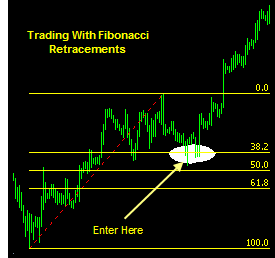 Trading With Fibonacci
Retracements
0.0
38.2
50.0
61.8
Enter Here
100.0